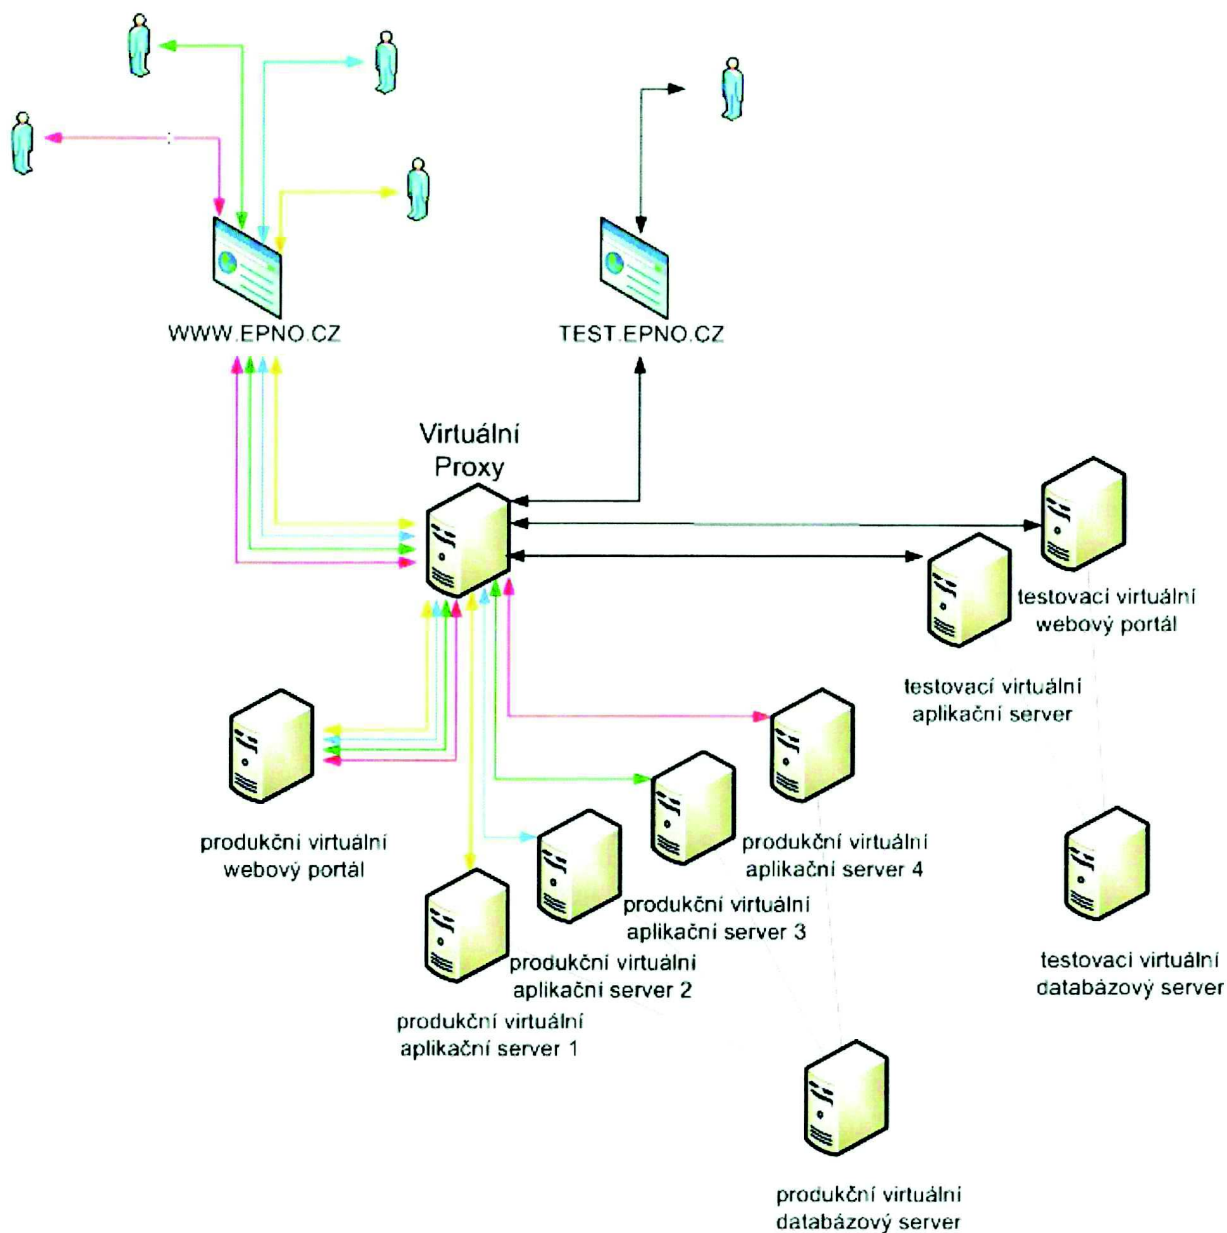 WWW.EPNO.CZ
TEST.EPNO.CZ
Virtuální
Proxy
testovací virtuální
webový portál
testovací virtuální
aplikační server
produkční virtuální
webový portál
produkční virtuální
aplikační server 4
produkční virtuální
aplikační server 3
produkční virtuální
aplikační server 2
produkční virtuální
aplikační server 1
testovací virtuální
databázový server
produkční virtuální
databázový server